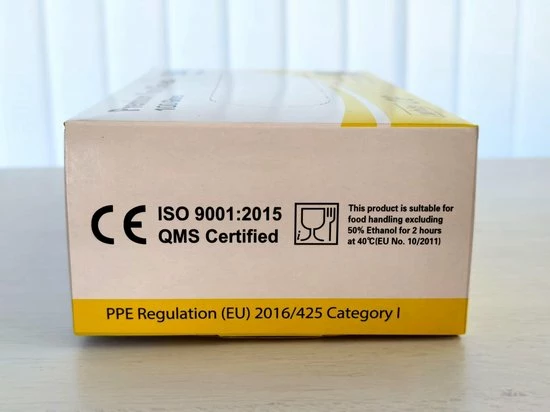 CE ISO 9001:2015
QMS Certified
This product is suitable for
food handling excluding
50% Ethanol for 2 hours
at 40℃(EU No. 10/2011)
PPE Regulation (EU) 2016/425 Category I